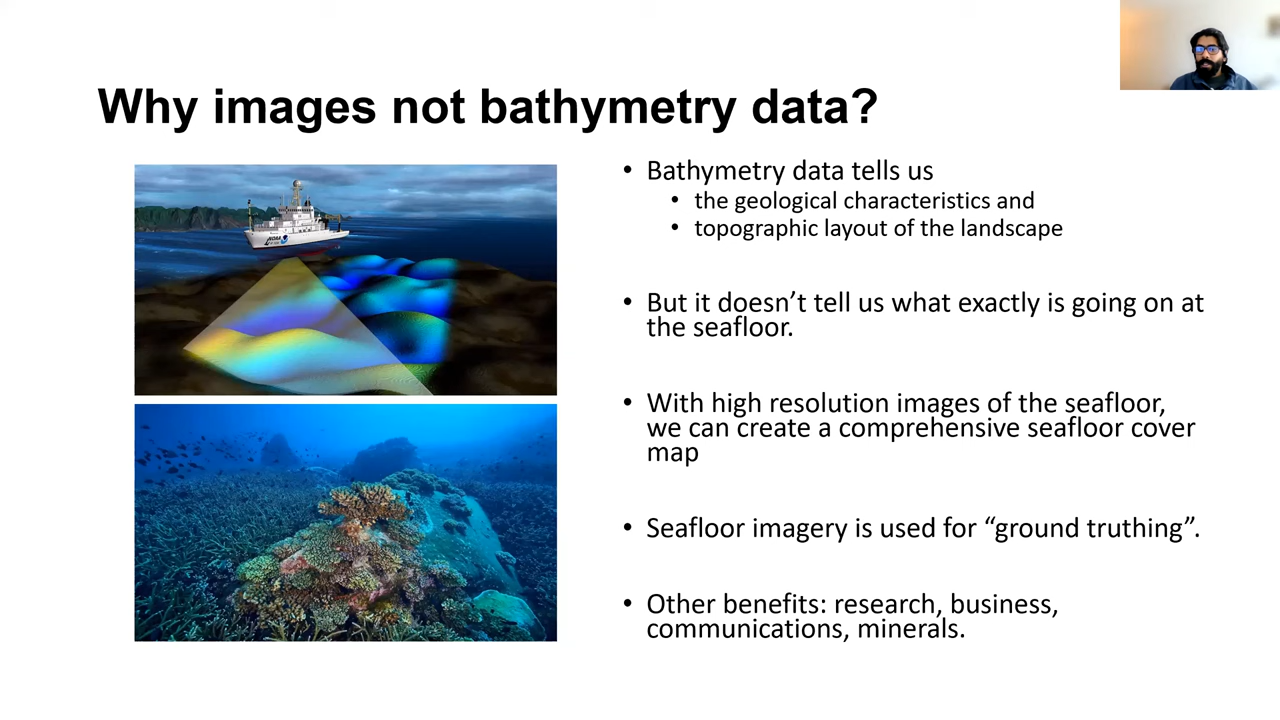 Why images not bathymetry data?
NOAA
• Bathymetry data tells us
• the geological characteristics and
• topographic layout of the landscape
• But it doesn’t tell us what exactly is going on at
the seafloor.
• With high resolution images of the seafloor,
we can create a comprehensive seafloor cover
map
• Seafloor imagery is used for “ground truthing”.
• Other benefits: research, business,
communications, minerals.